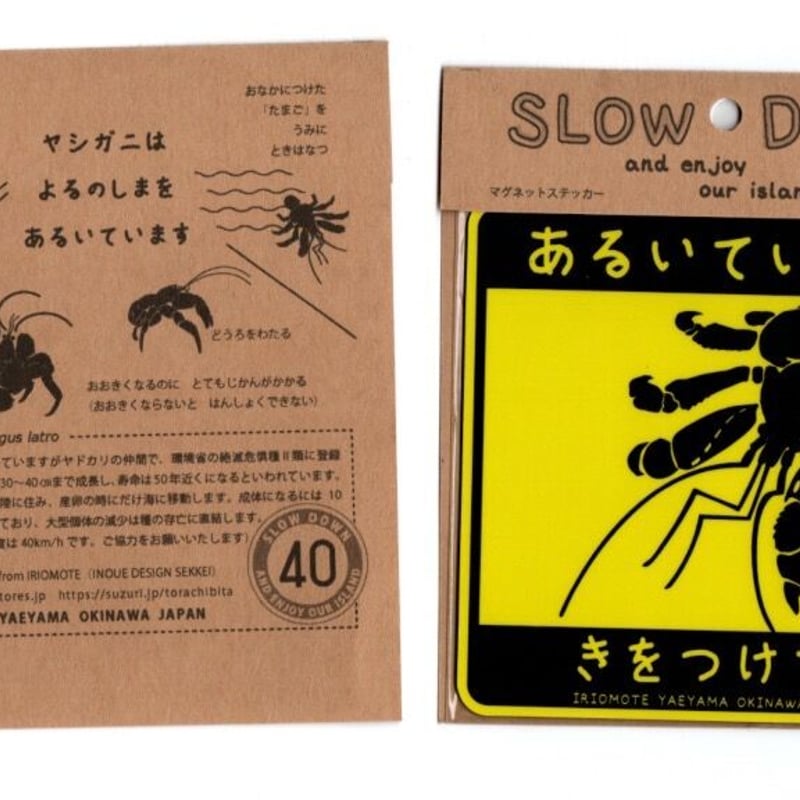 おなかにつけた
「たまご」を
うみに
ときはなつ
ヤシガニは
よるのしまを
あるいています
どうろをわたる
おおきくなるのに とてもじかんがかかる
(おおきくならないと はんしょくできない)
gus latro
ていますがヤドカリの仲間で、環境省の絶滅危惧種Ⅱ類に登録
30〜40㎝まで成長し、寿命は50年近くになるといわれています。
陸に住み、産卵の時にだけ海に移動します。成体になるには 10
ており、大型個体の減少は種の存亡に直結します。
度は40km/hです。ご協力をお願いいたします)
SLOW DOWN
40
AND ENJOY OUR ISLAND
from IRIOMOTE（INOUE DESIGN SEKKEI）
tores.jp https://suzuri.jp/torachibita
YAEYAMA OKINAWA JAPAN
SLOW D
and enjoy
our islan
マグネットステッカー
あるいてい
きをつけ
IRIOMOTE YAEYAMA OKINAWA